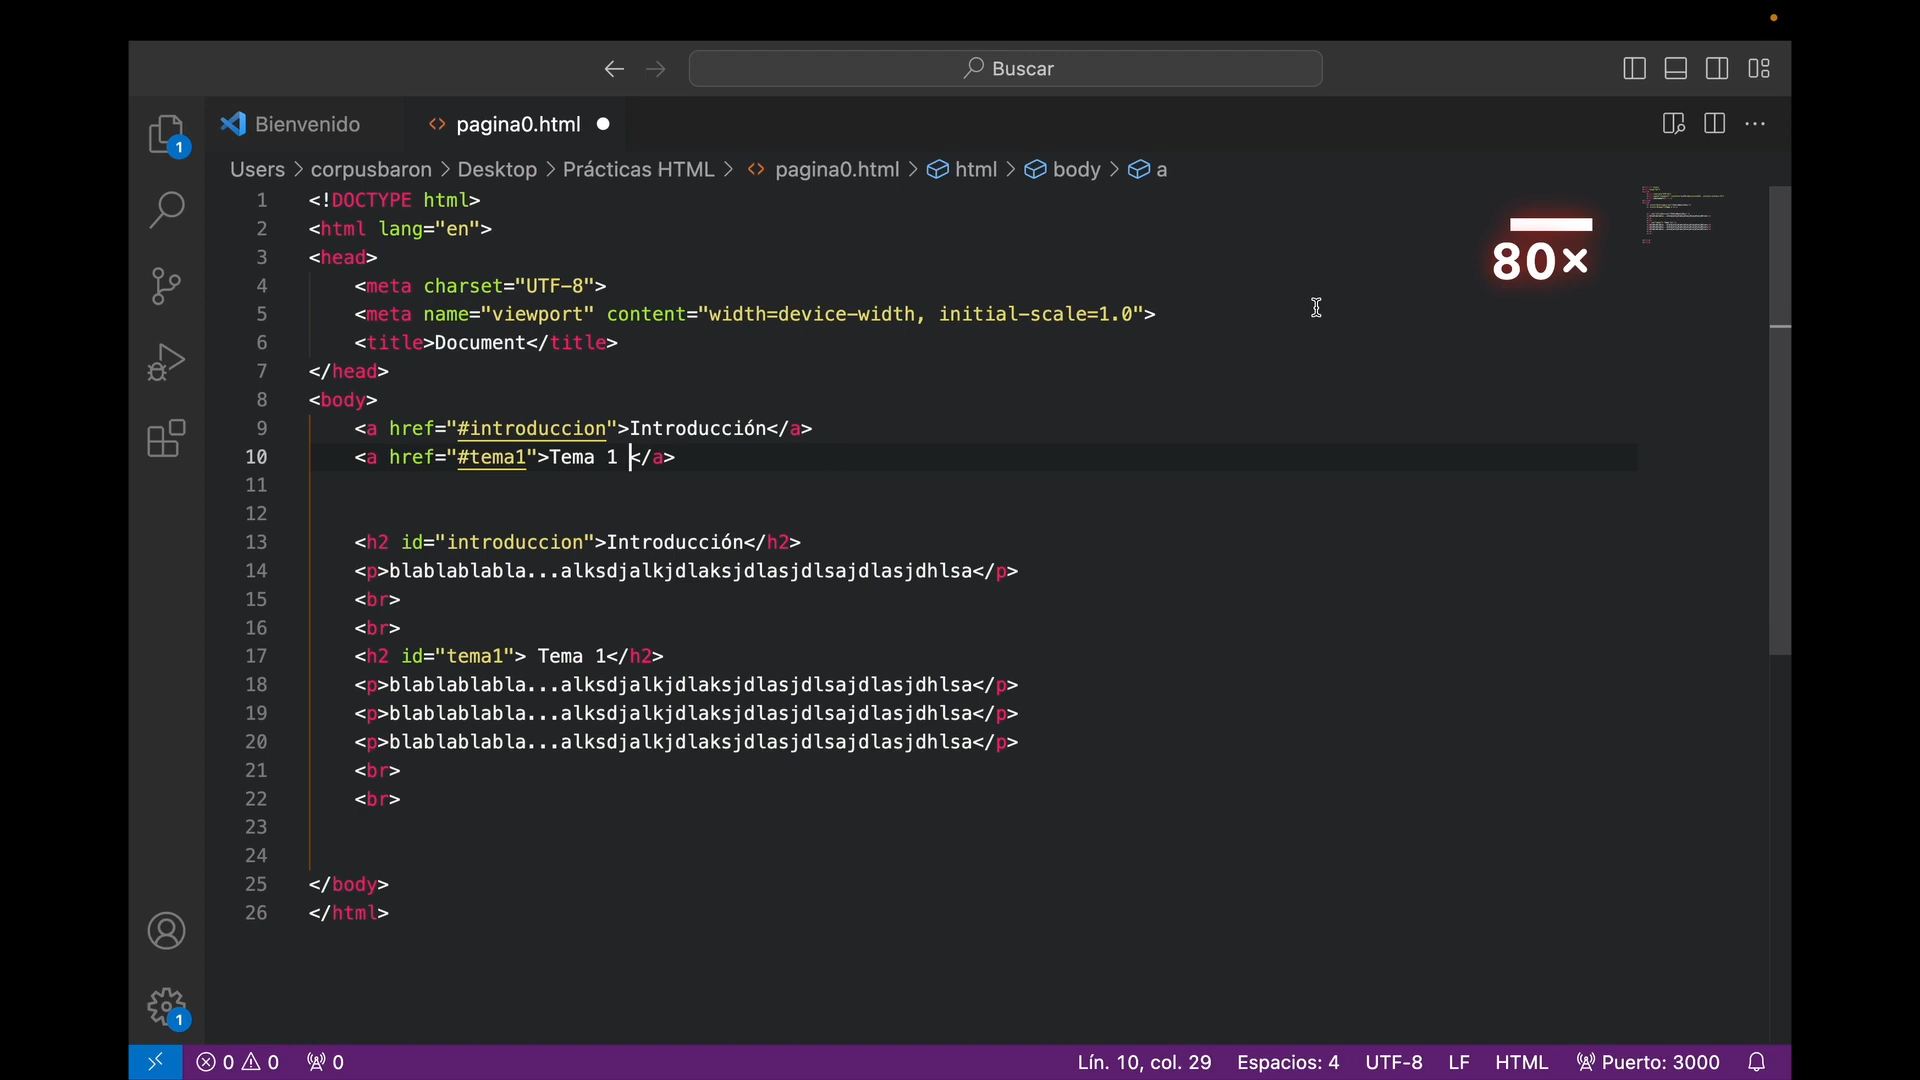 Buscar
1
Bienvenido
pagina0.html
Users > corpusbaron > Desktop > Prácticas HTML > <> pagina0.html > html > body > a
1 <!DOCTYPE html>
2 <html lang="en">
3 <head>
4 <meta charset="UTF-8">
5 <meta name="viewport" content="width=device-width, initial-scale=1.0">
6 <title>Document</title>
7 </head>
8 <body>
9 <a href="#introduccion">Introducción</a>
10 <a href="#tema1">Tema 1 </a>
11
12
13 <h2 id="introduccion">Introducción</h2>
14 <p>blablablabla...alksdjalkjdlaksjdlasjdlsajdlasjdhlsa</p>
15 <br>
16 <br>
17 <h2 id="tema1"> Tema 1</h2>
18 <p>blablablabla...alksdjalkjdlaksjdlasjdlsajdlasjdhlsa</p>
19 <p>blablablabla...alksdjalkjdlaksjdlasjdlsajdlasjdhlsa</p>
20 <p>blablablabla...alksdjalkjdlaksjdlasjdlsajdlasjdhlsa</p>
21 <br>
22 <br>
23
24
25 </body>
26 </html>
80×
1
0 0 0
Lín. 10, col. 29 Espacios: 4 UTF-8 LF HTML Puerto: 3000